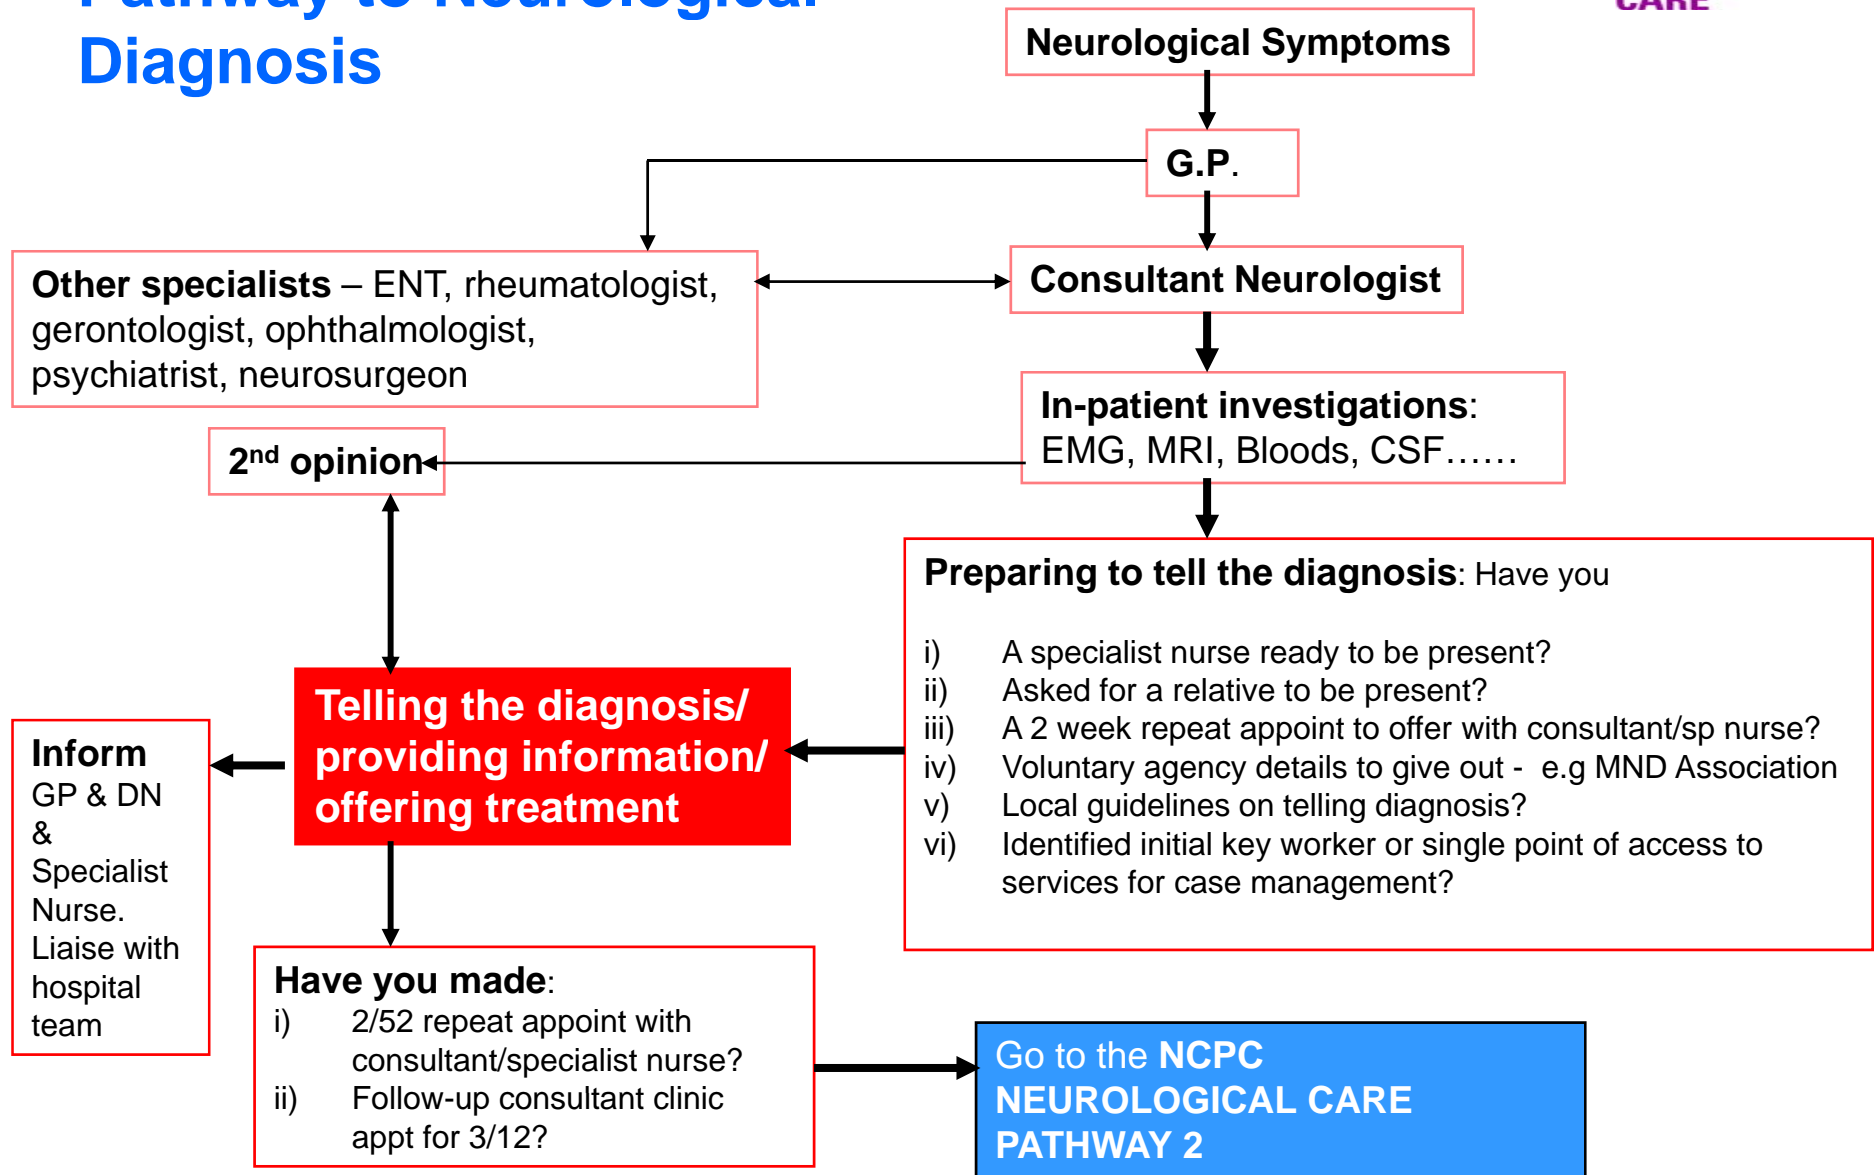 Pathway to Neurological
Diagnosis
CARE
Neurological Symptoms
G.P.
Other specialists – ENT, rheumatologist,
gerontologist, ophthalmologist,
psychiatrist, neurosurgeon
Consultant Neurologist
In-patient investigations:
EMG, MRI, Bloods, CSF……
2nd opinion
Preparing to tell the diagnosis: Have you
i) A specialist nurse ready to be present?
ii) Asked for a relative to be present?
iii) A 2 week repeat appoint to offer with consultant/sp nurse?
iv) Voluntary agency details to give out - e.g MND Association
v) Local guidelines on telling diagnosis?
vi) Identified initial key worker or single point of access to
services for case management?
Telling the diagnosis/
providing information/
offering treatment
Inform
GP & DN
&
Specialist
Nurse.
Liaise with
hospital
team
Have you made:
i) 2/52 repeat appoint with
consultant/specialist nurse?
ii) Follow-up consultant clinic
appt for 3/12?
Go to the NCPC
NEUROLOGICAL CARE
PATHWAY 2